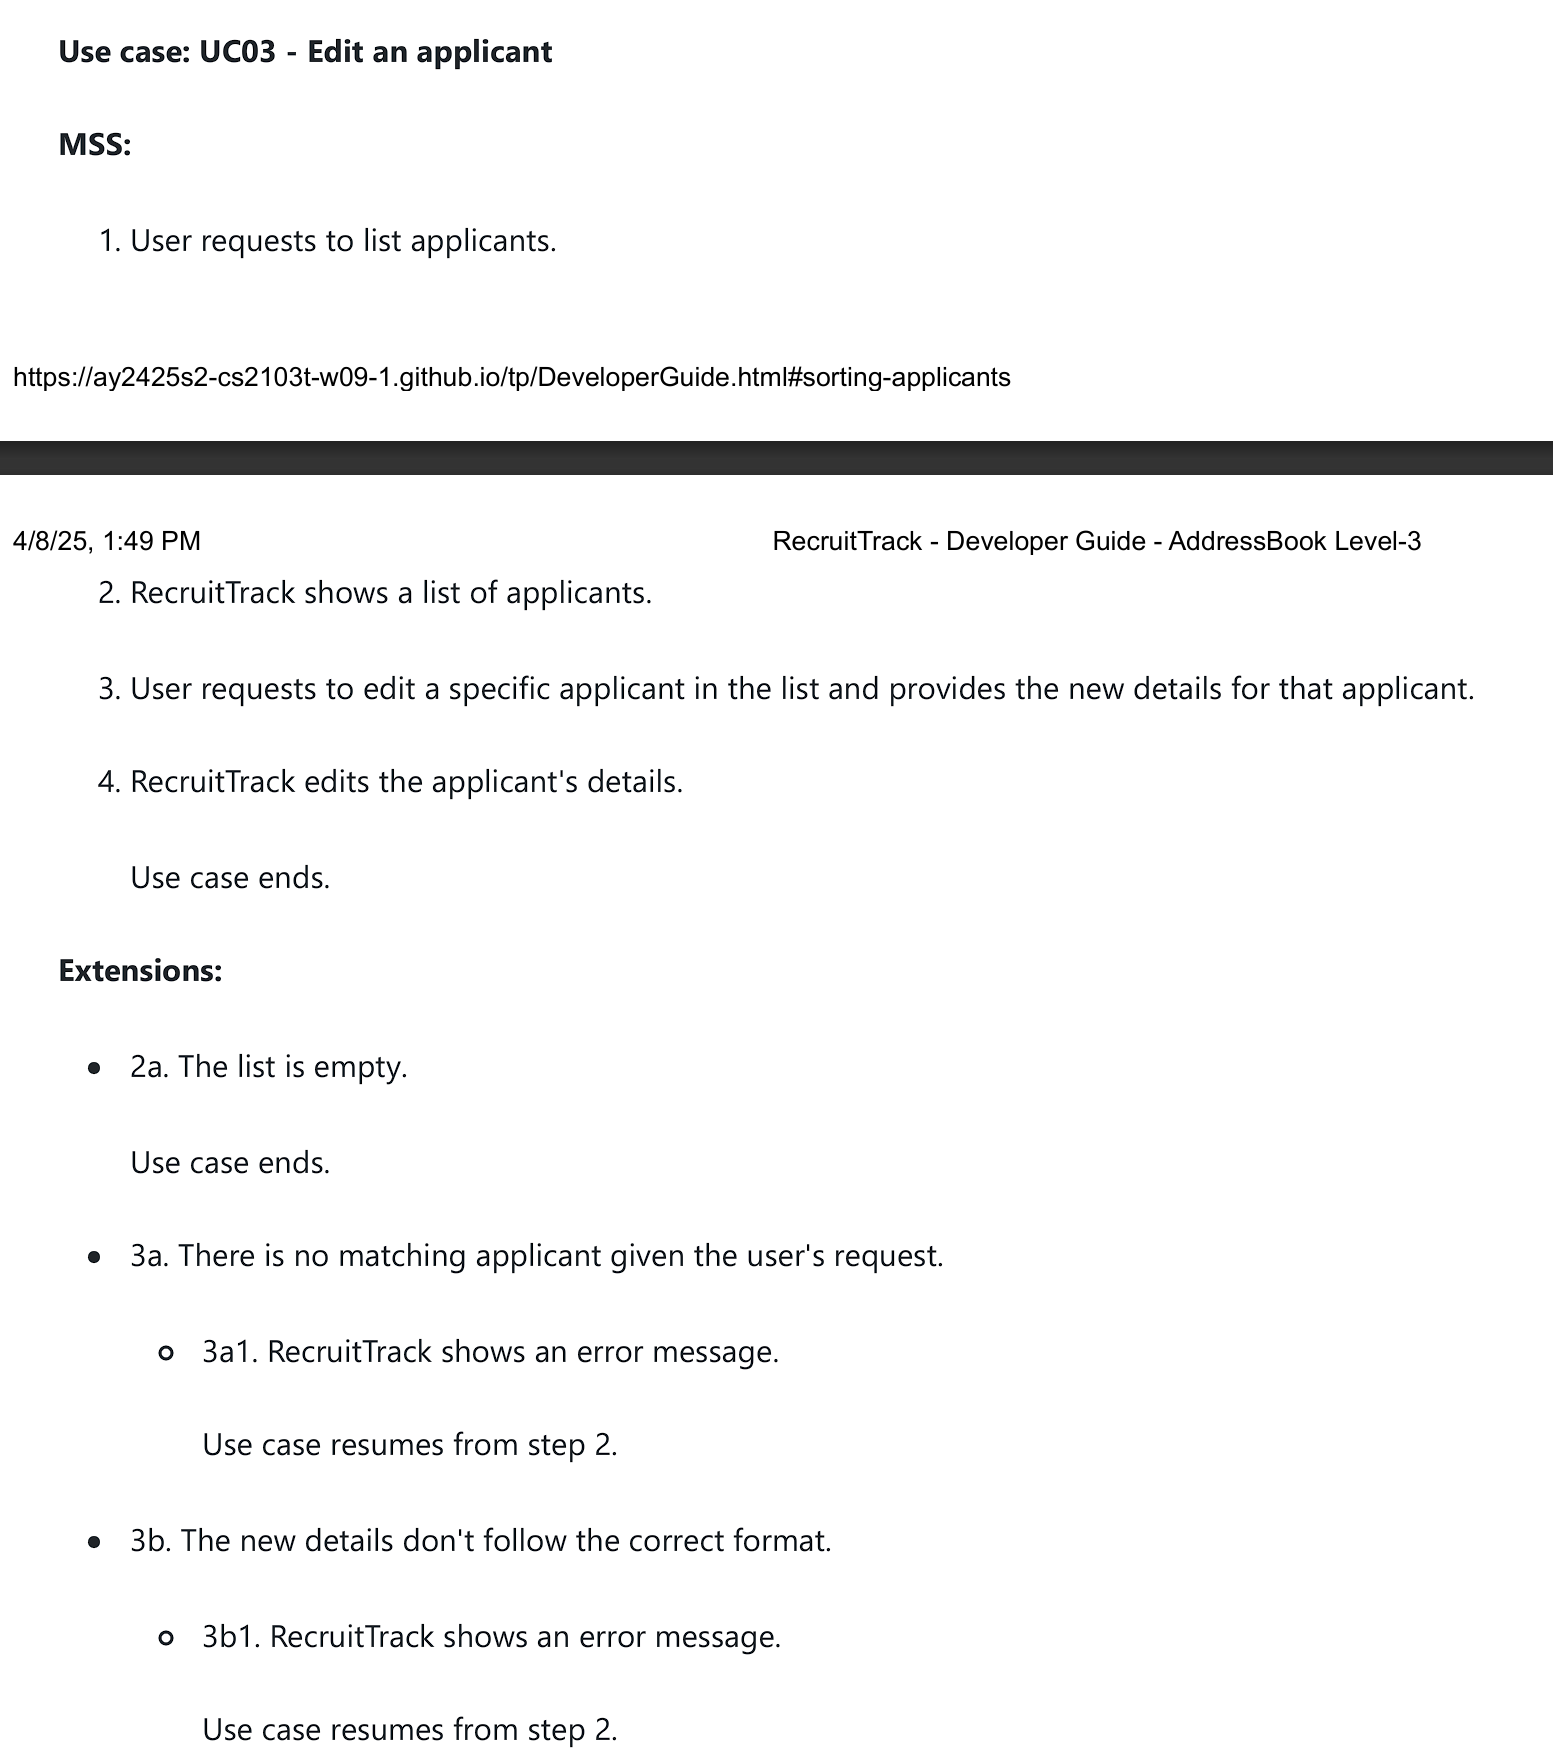 Use case: UC03 - Edit an applicant
MSS:
1. User requests to list applicants.
https://ay2425s2-cs2103t-w09-1.github.io/tp/DeveloperGuide.html#sorting-applicants
4/8/25, 1:49 PM RecruitTrack - Developer Guide - AddressBook Level-3
2. RecruitTrack shows a list of applicants.
3. User requests to edit a specific applicant in the list and provides the new details for that applicant.
4. RecruitTrack edits the applicant's details.
Use case ends.
Extensions:
• 2a. The list is empty.
Use case ends.
• 3a. There is no matching applicant given the user's request.
◦ 3a1. RecruitTrack shows an error message.
Use case resumes from step 2.
• 3b. The new details don't follow the correct format.
◦ 3b1. RecruitTrack shows an error message.
Use case resumes from step 2.